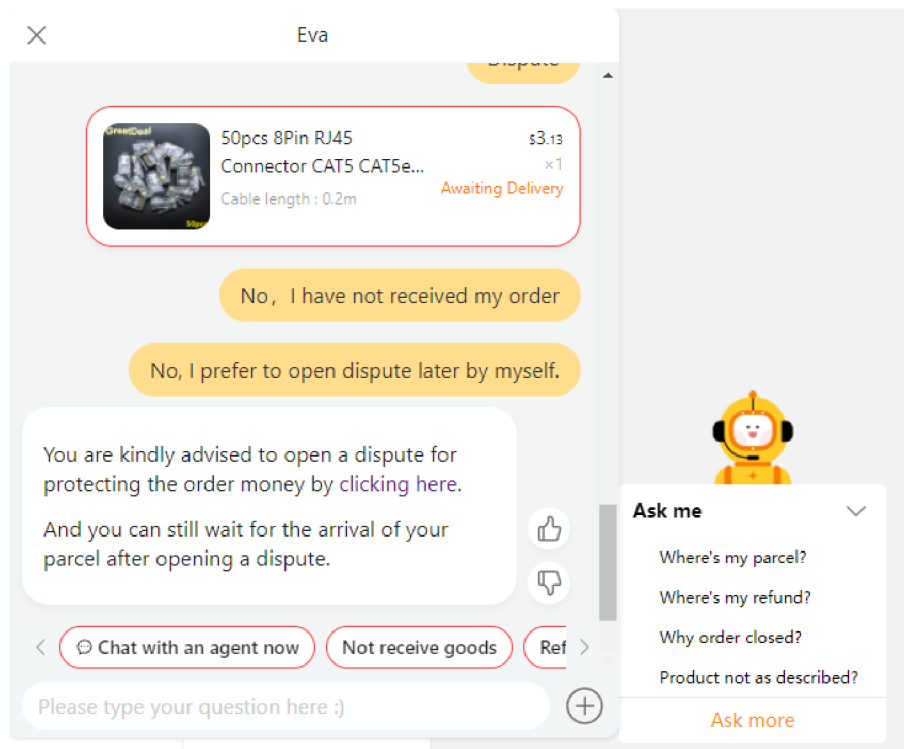 Eva
Dispute
GreatDeal
50pcs 8Pin RJ45
Connector CAT5 CAT5e...
Cable length : 0.2m
50pcs
$3.13
×1
Awaiting Delivery
No，I have not received my order
No, I prefer to open dispute later by myself.
You are kindly advised to open a dispute for
protecting the order money by clicking here.
And you can still wait for the arrival of your
parcel after opening a dispute.
Chat with an agent now
Not receive goods
Ref
Please type your question here :)
Ask me
Where's my parcel?
Where's my refund?
Why order closed?
Product not as described?
Ask more